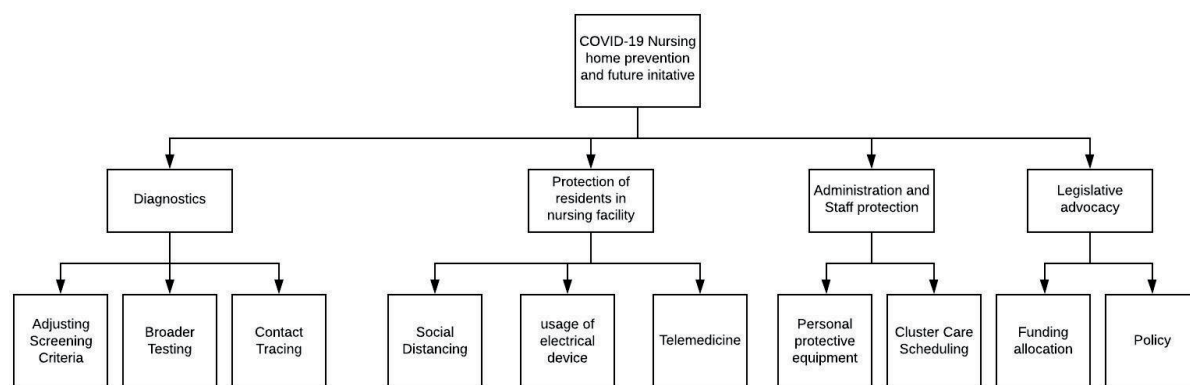 COVID-19 Nursing
home prevention
and future initative
Diagnostics
Protection of
residents in
nursing facility
Administration and
Staff protection
Legislative
advocacy
Adjusting
Screening
Criteria
Broader
Testing
Contact
Tracing
Social
Distancing
usage of
electrical
device
Telemedicine
Personal
protective
equipment
Cluster Care
Scheduling
Funding
allocation
Policy